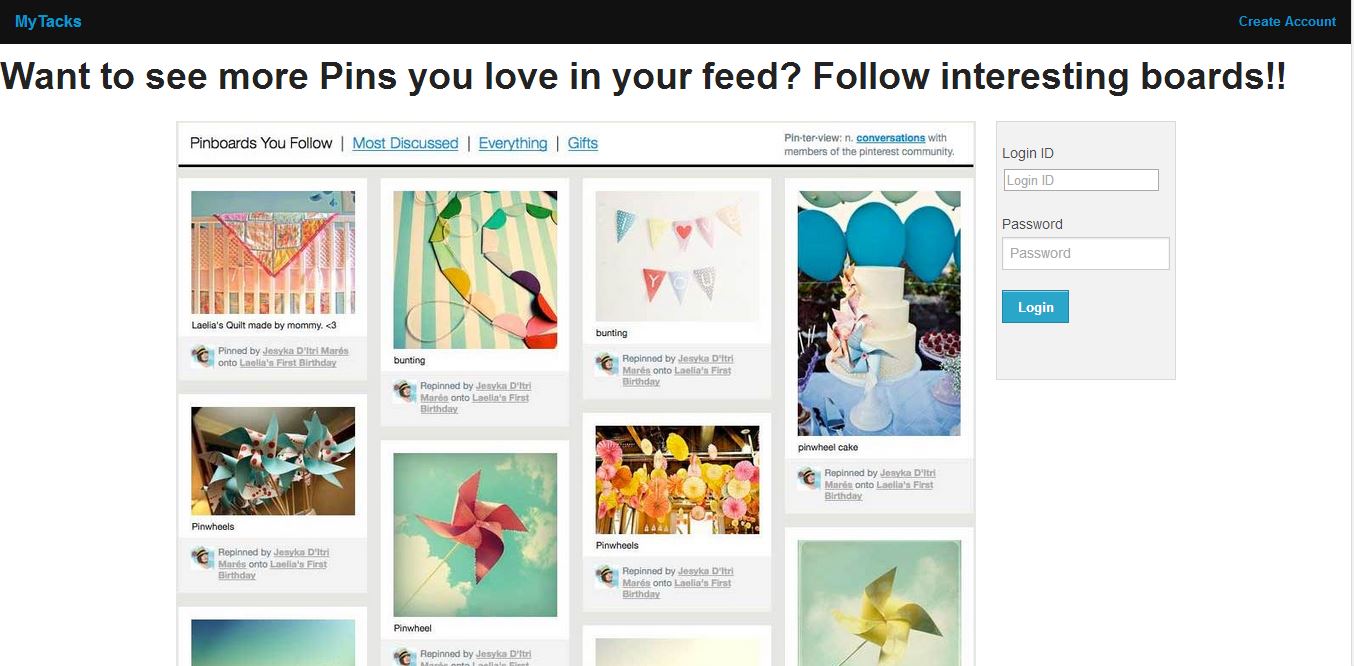 MyTacks
Create Account
Want to see more Pins you love in your feed? Follow interesting boards!!
Pinboards You Follow | Most Discussed | Everything | Gifts
Pin·ter·view: n. conversations with
members of the pinterest community.
Laelia's Quilt made by mommy. <3
Pinned by Jesyka D'Itri Marés
onto Laelia's First Birthday
Pinwheels
Repinned by Jesyka D'Itri
Marés onto Laelia's First
Birthday
bunting
Repinned by Jesyka D'Itri
Marés onto Laelia's First
Birthday
Pinwheel
Repinned by Jesyka D'Itri
Marés onto Laelia's First
YOU
bunting
Repinned by Jesyka D'Itri
Marés onto Laelia's First
Birthday
Pinwheels
Repinned by Jesyka D'Itri
Marés onto Laelia's First
Birthday
pinwheel cake
Repinned by Jesyka D'Itri
Marés onto Laelia's First
Birthday
Login ID
Login ID
Password
Password
Login